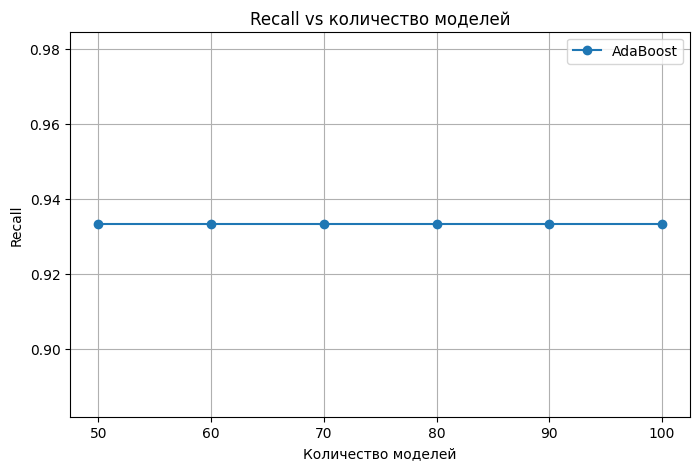 Recall vs количество моделей
AdaBoost
0.98
0.96
0.94
0.92
0.90
Recall
50 60 70 80 90 100
Количество моделей